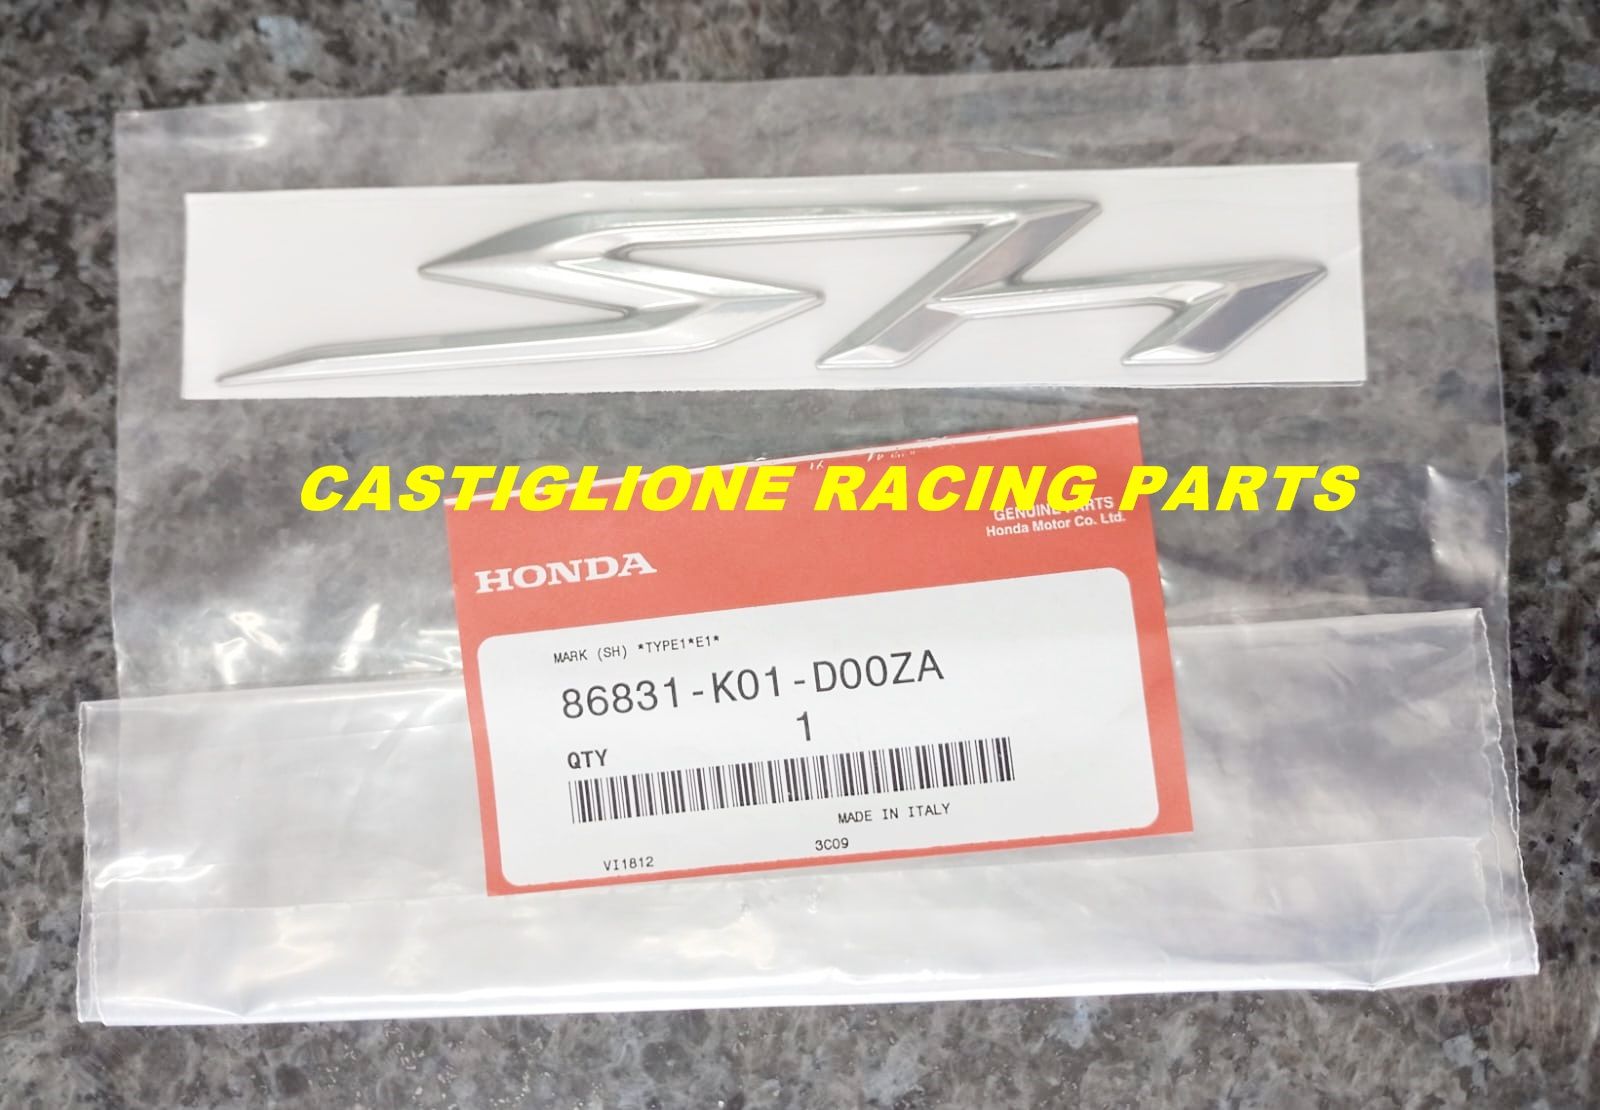 Sh
CASTIGLIONE RACING PARTS
GENUINE PARTS
Honda Motor Co. Ltd.
HONDA
MARK (SH) *TYPE1*E1*
86831-K01-D00ZA
1
QTY
MADE IN ITALY
3C09
VI1812